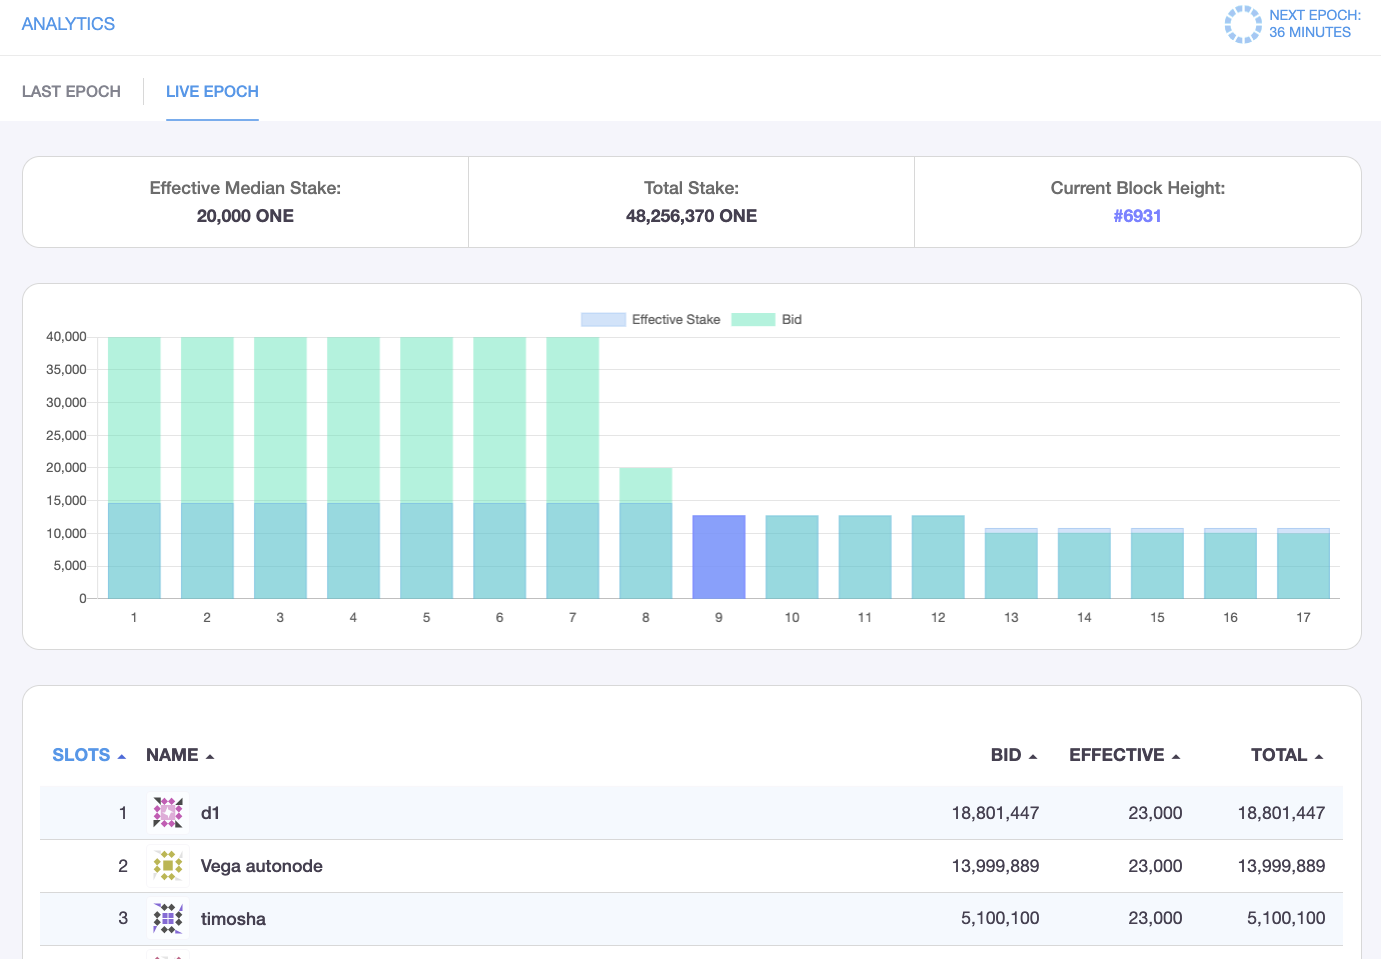 ANALYTICS
NEXT EPOCH:
36 MINUTES
LAST EPOCH
LIVE EPOCH
Effective Median Stake:
20,000 ONE
Total Stake:
48,256,370 ONE
Current Block Height:
#6931
Effective Stake Bid
40,000
35,000
30,000
25,000
20,000
15,000
10,000
5,000
0
1 2 3 4 5 6 7 8 9 10 11 12 13 14 15 16 17
SLOTS NAME BID EFFECTIVE TOTAL
1 d1 18,801,447 23,000 18,801,447
2 Vega autonode 13,999,889 23,000 13,999,889
3 timosha 5,100,100 23,000 5,100,100